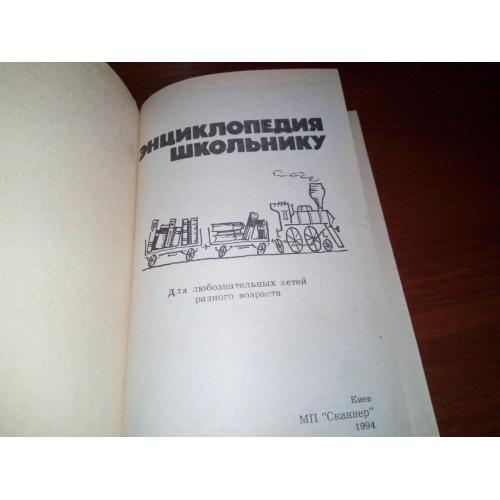 ЭНЦИКЛОПЕДИЯ
ШКОЛЬНИКУ
Для любознательных детей
разного возраста
Киев
МП "Сканнер"
1994